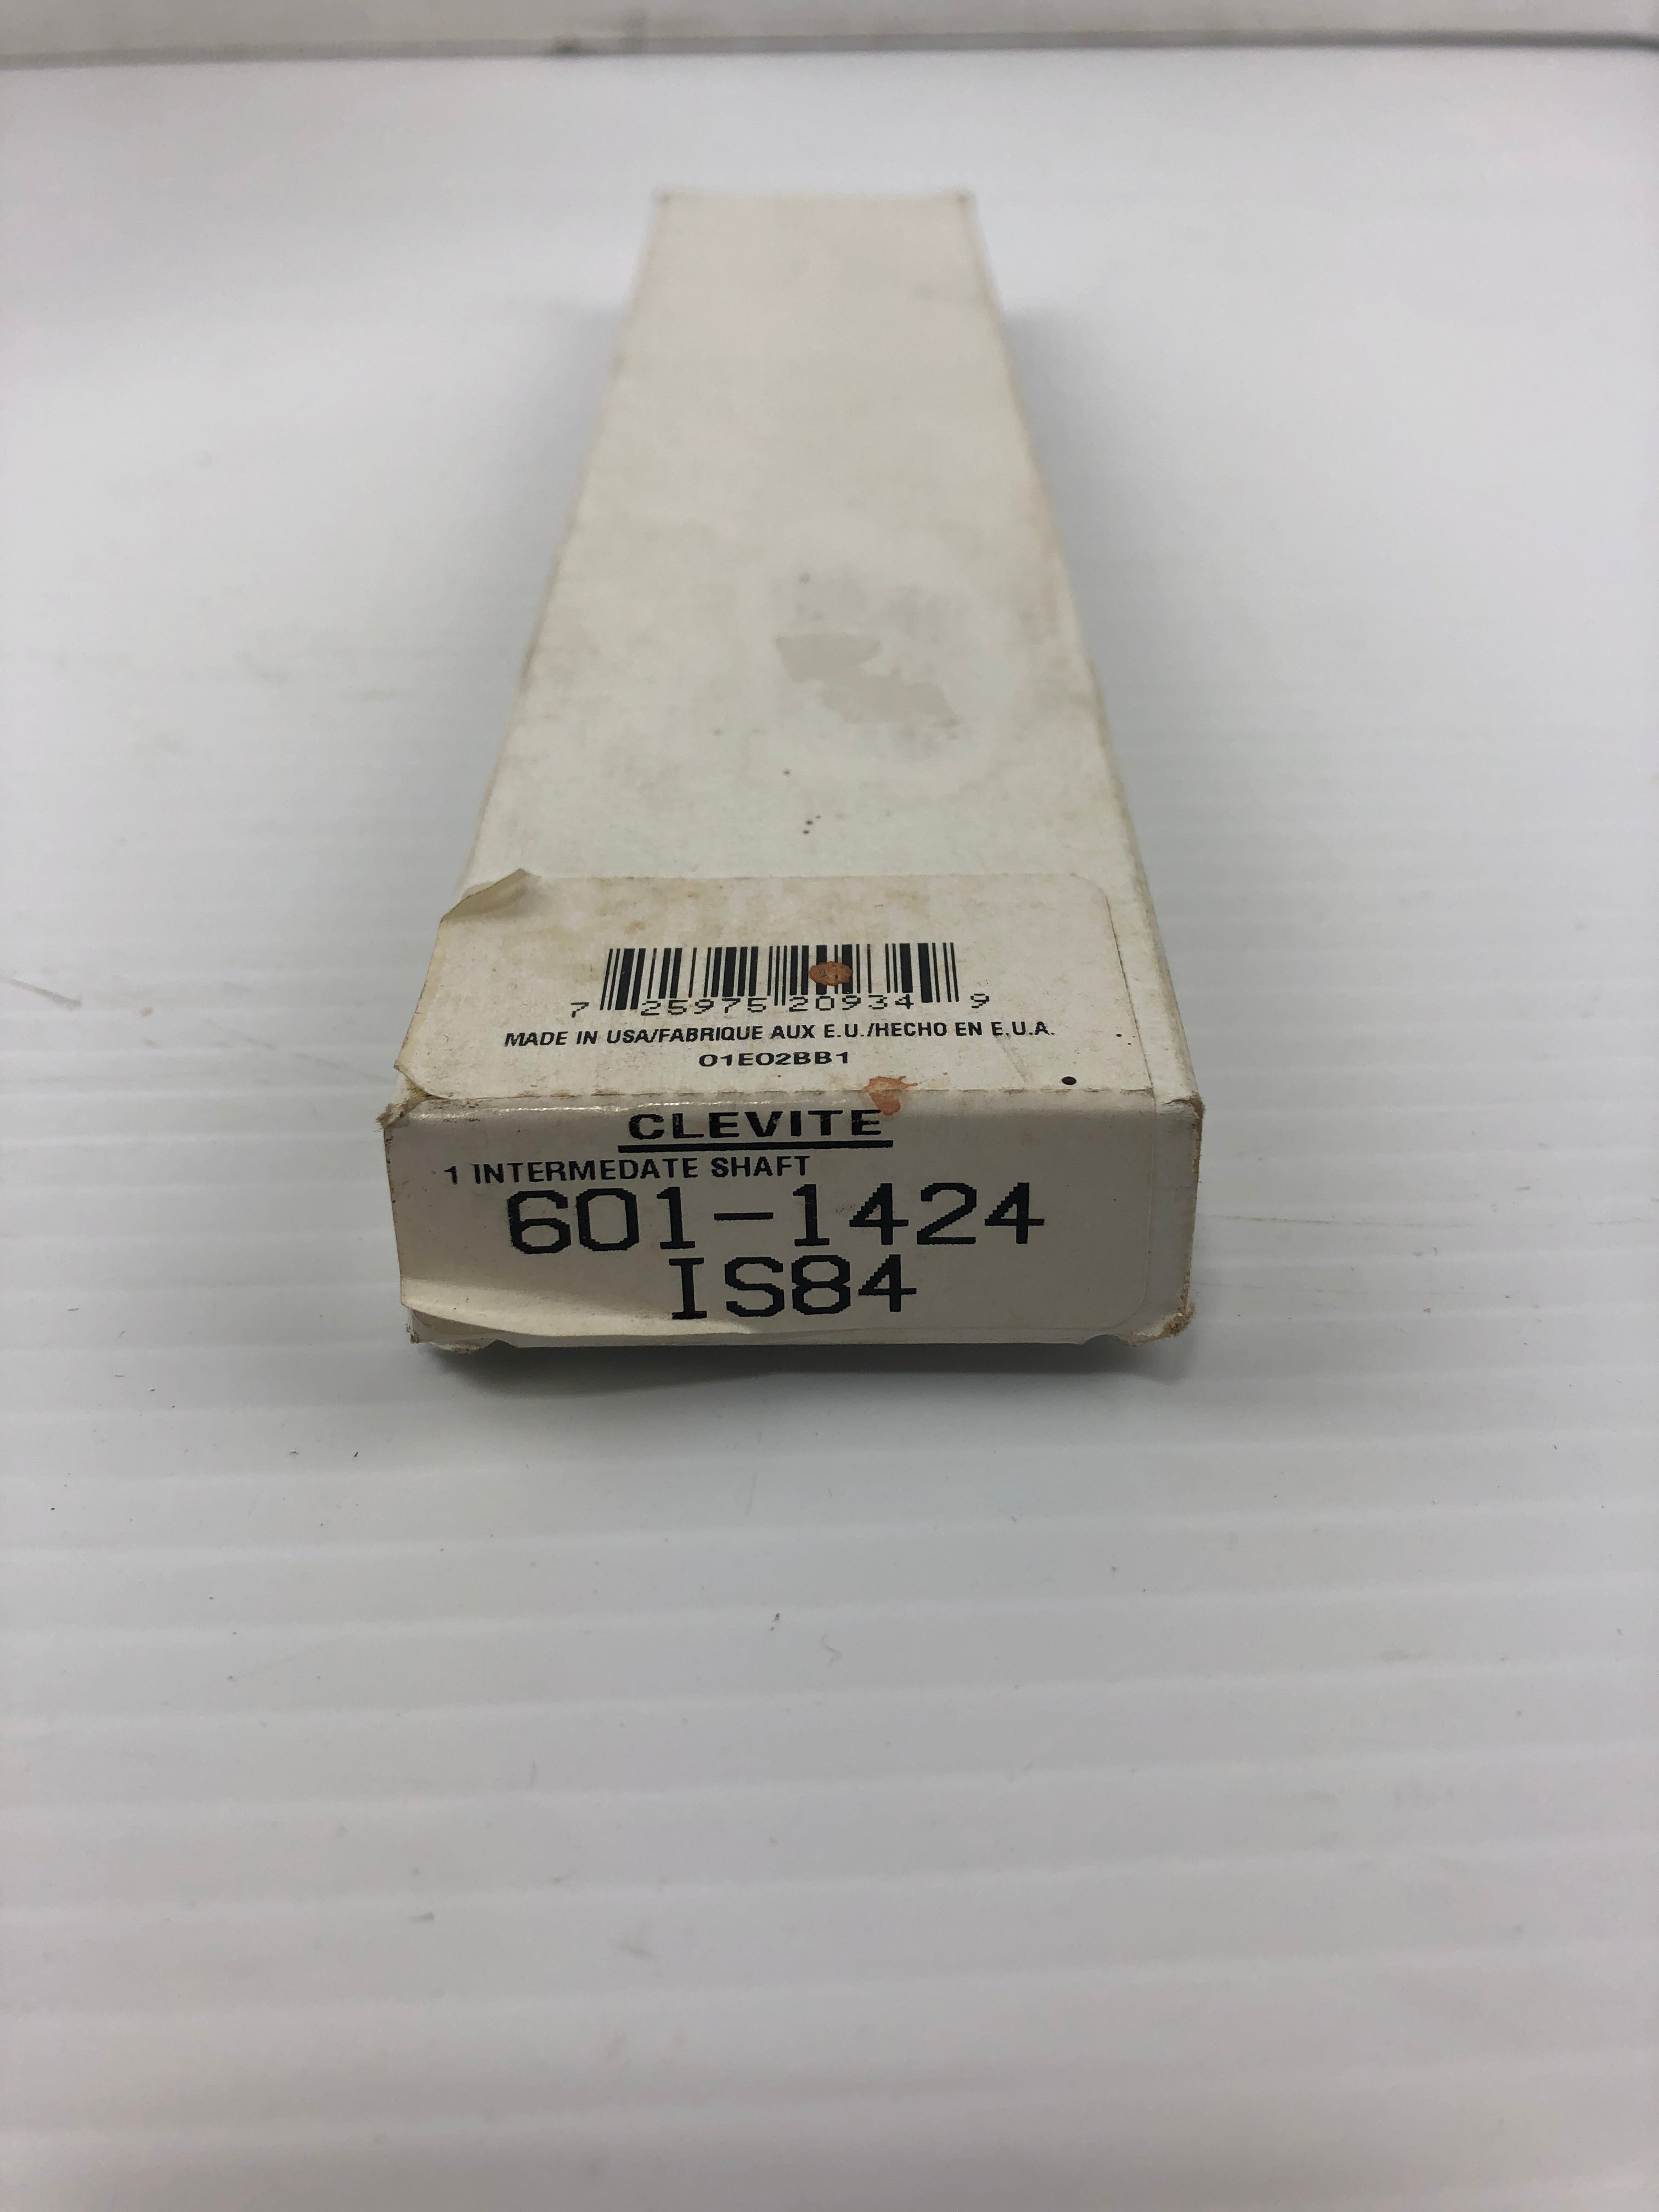 7 25975 20934 9
MADE IN USA/FABRIQUE AUX E.U./HECHO EN E.U.A.
01E02BB1
CLEVITE
1 INTERMEDATE SHAFT
601-1424
IS84